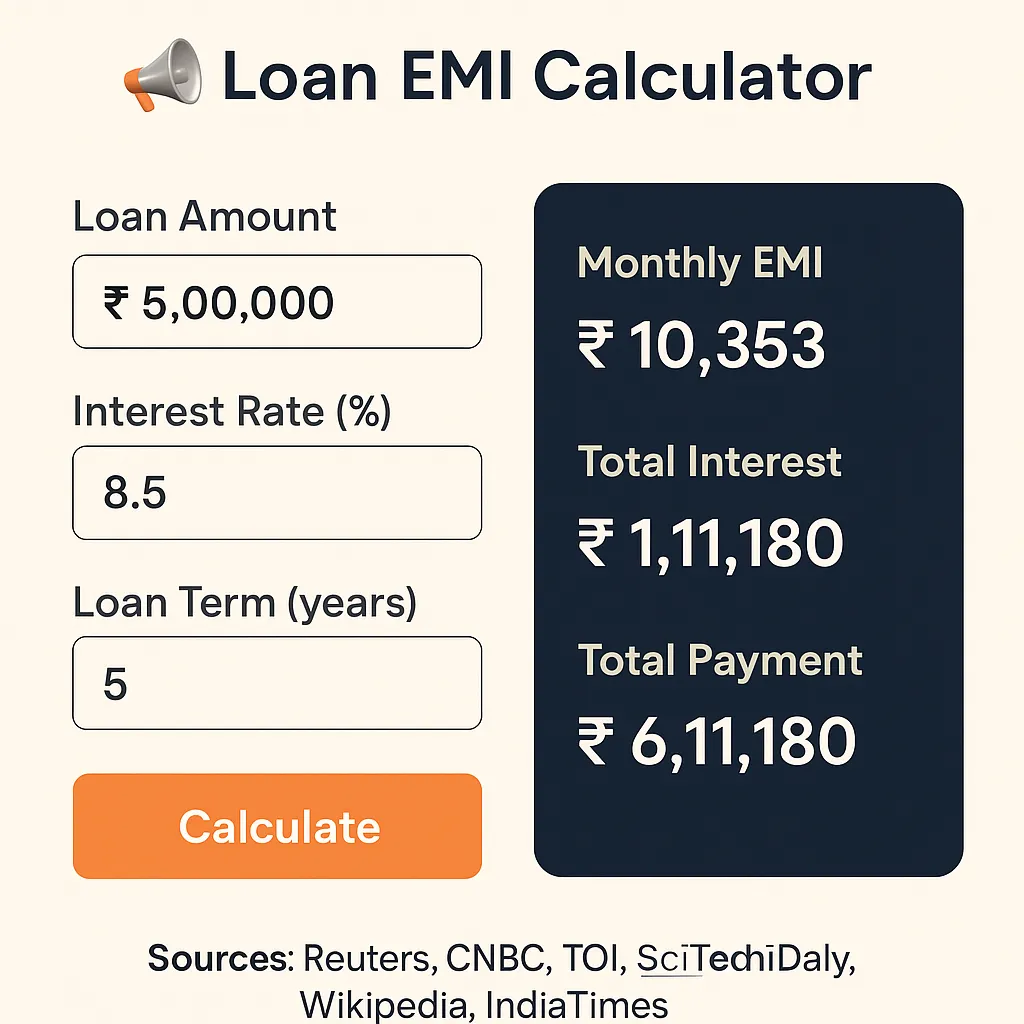 Loan EMI Calculator
Loan Amount
₹ 5,00,000
Interest Rate (%)
8.5
Loan Term (years)
5
Calculate
Monthly EMI
₹ 10,353
Total Interest
₹ 1,11,180
Total Payment
₹ 6,11,180
Sources: Reuters, CNBC, TOI, ScīTechīDaly,
Wikipedia, IndiaTimes